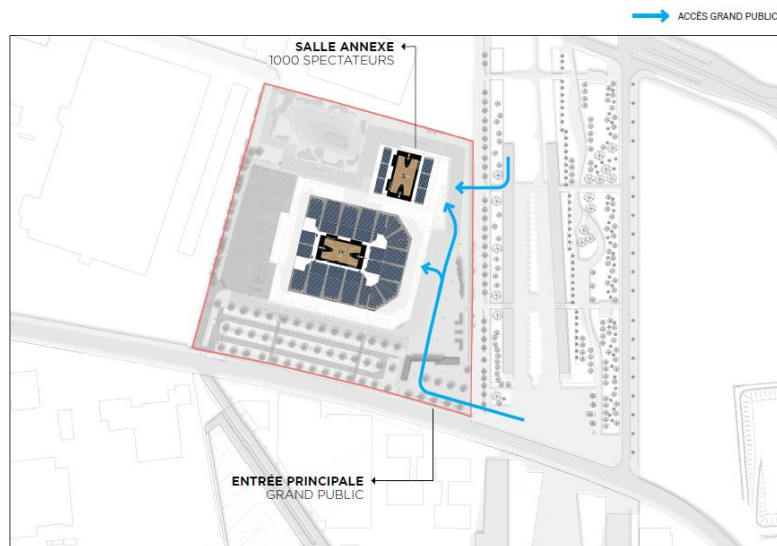 ACCÈS GRAND PUBLIC
SALLE ANNEXE
1000 SPECTATEURS
ENTRÉE PRINCIPALE
GRAND PUBLIC